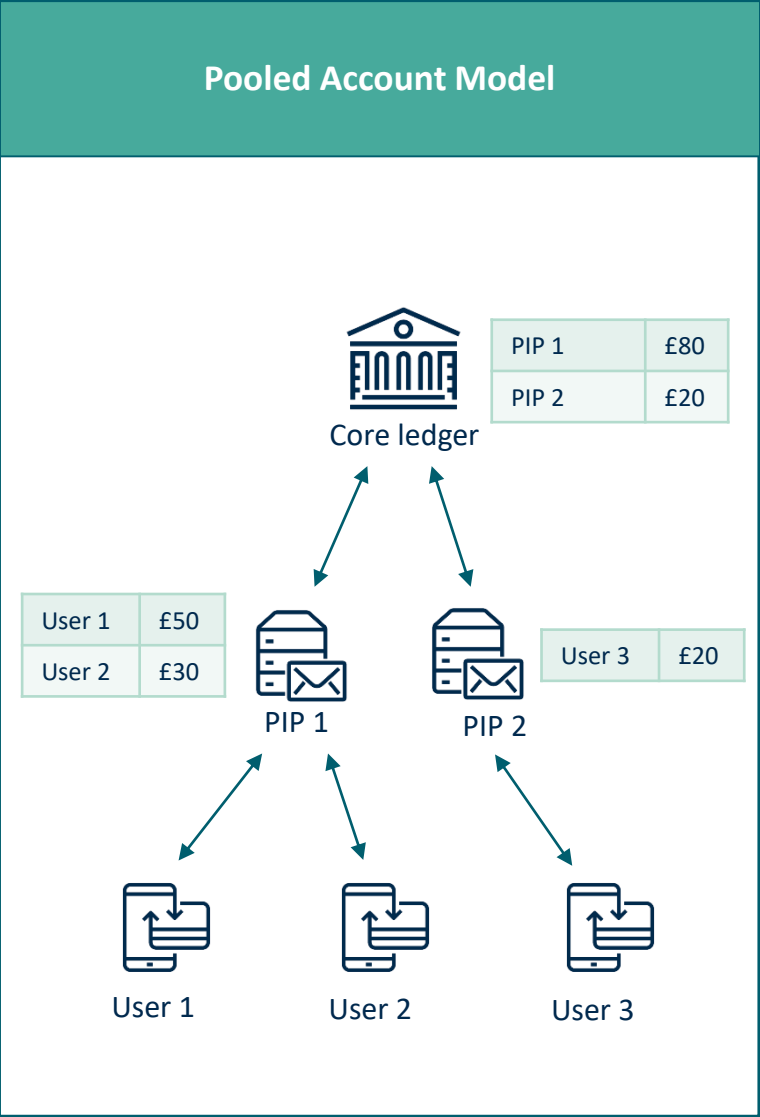 Pooled Account Model
PIP 1 £80
PIP 2 £20
Core ledger
User 1 £50
User 2 £30
User 3 £20
PIP 1
PIP 2
User 1
User 2
User 3